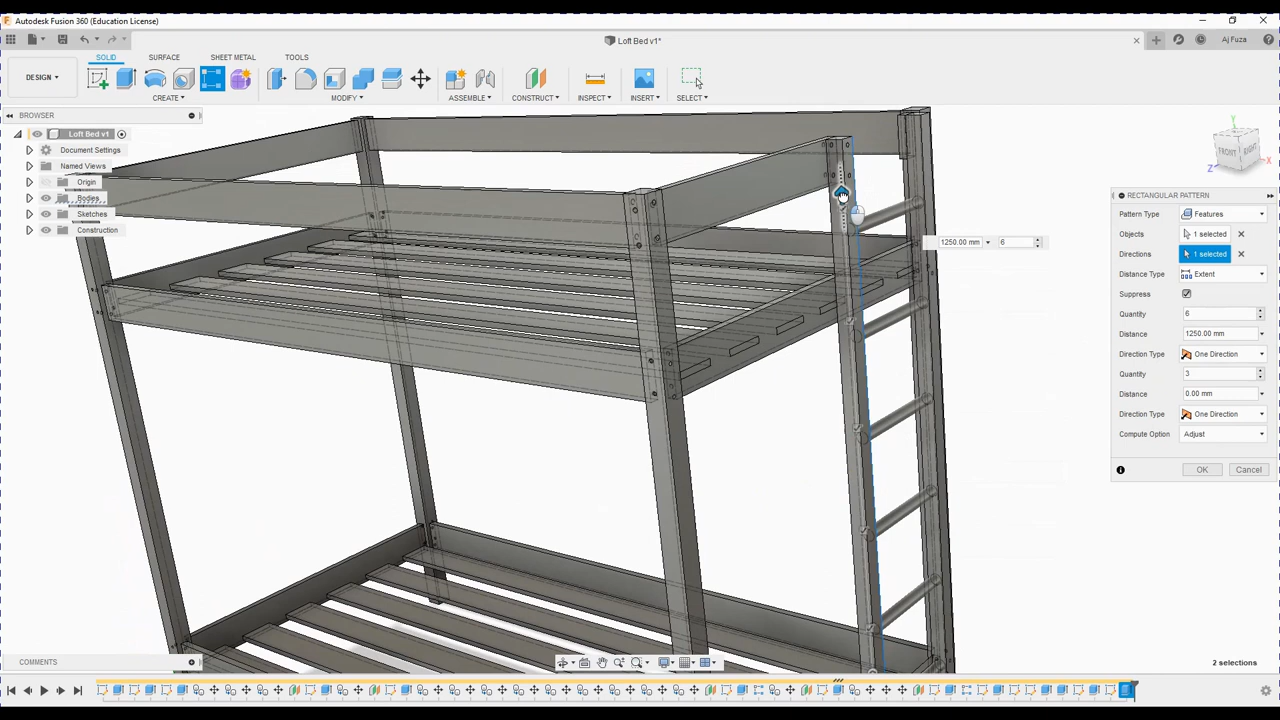 Autodesk Fusion 360 (Education License)
Loft Bed v1*
Aj Fuza
SOLID SURFACE SHEET METAL TOOLS
DESIGN
CREATE MODIFY ASSEMBLE CONSTRUCT INSPECT INSERT SELECT
BROWSER
Loft Bed v1
Document Settings
Named Views
Origin
Bodies
Sketches
Construction
FRONT RIGHT
Y
Z
X
1250.00 mm 6
RECTANGULAR PATTERN
Pattern Type Features
Objects 1 selected
Directions 1 selected
Distance Type Extent
Suppress
Quantity 6
Distance 1250.00 mm
Direction Type One Direction
Quantity 3
Distance 0.00 mm
Direction Type One Direction
Compute Option Adjust
OK Cancel
COMMENTS
2 selections